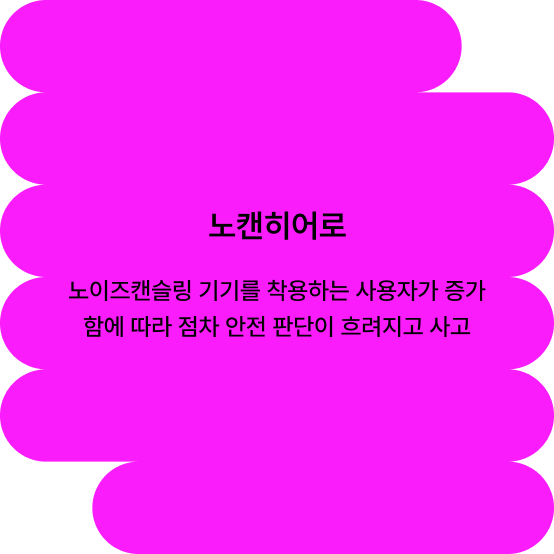 노캔히어로
노이즈캔슬링 기기를 착용하는 사용자가 증가
함에 따라 점차 안전 판단이 흐려지고 사고